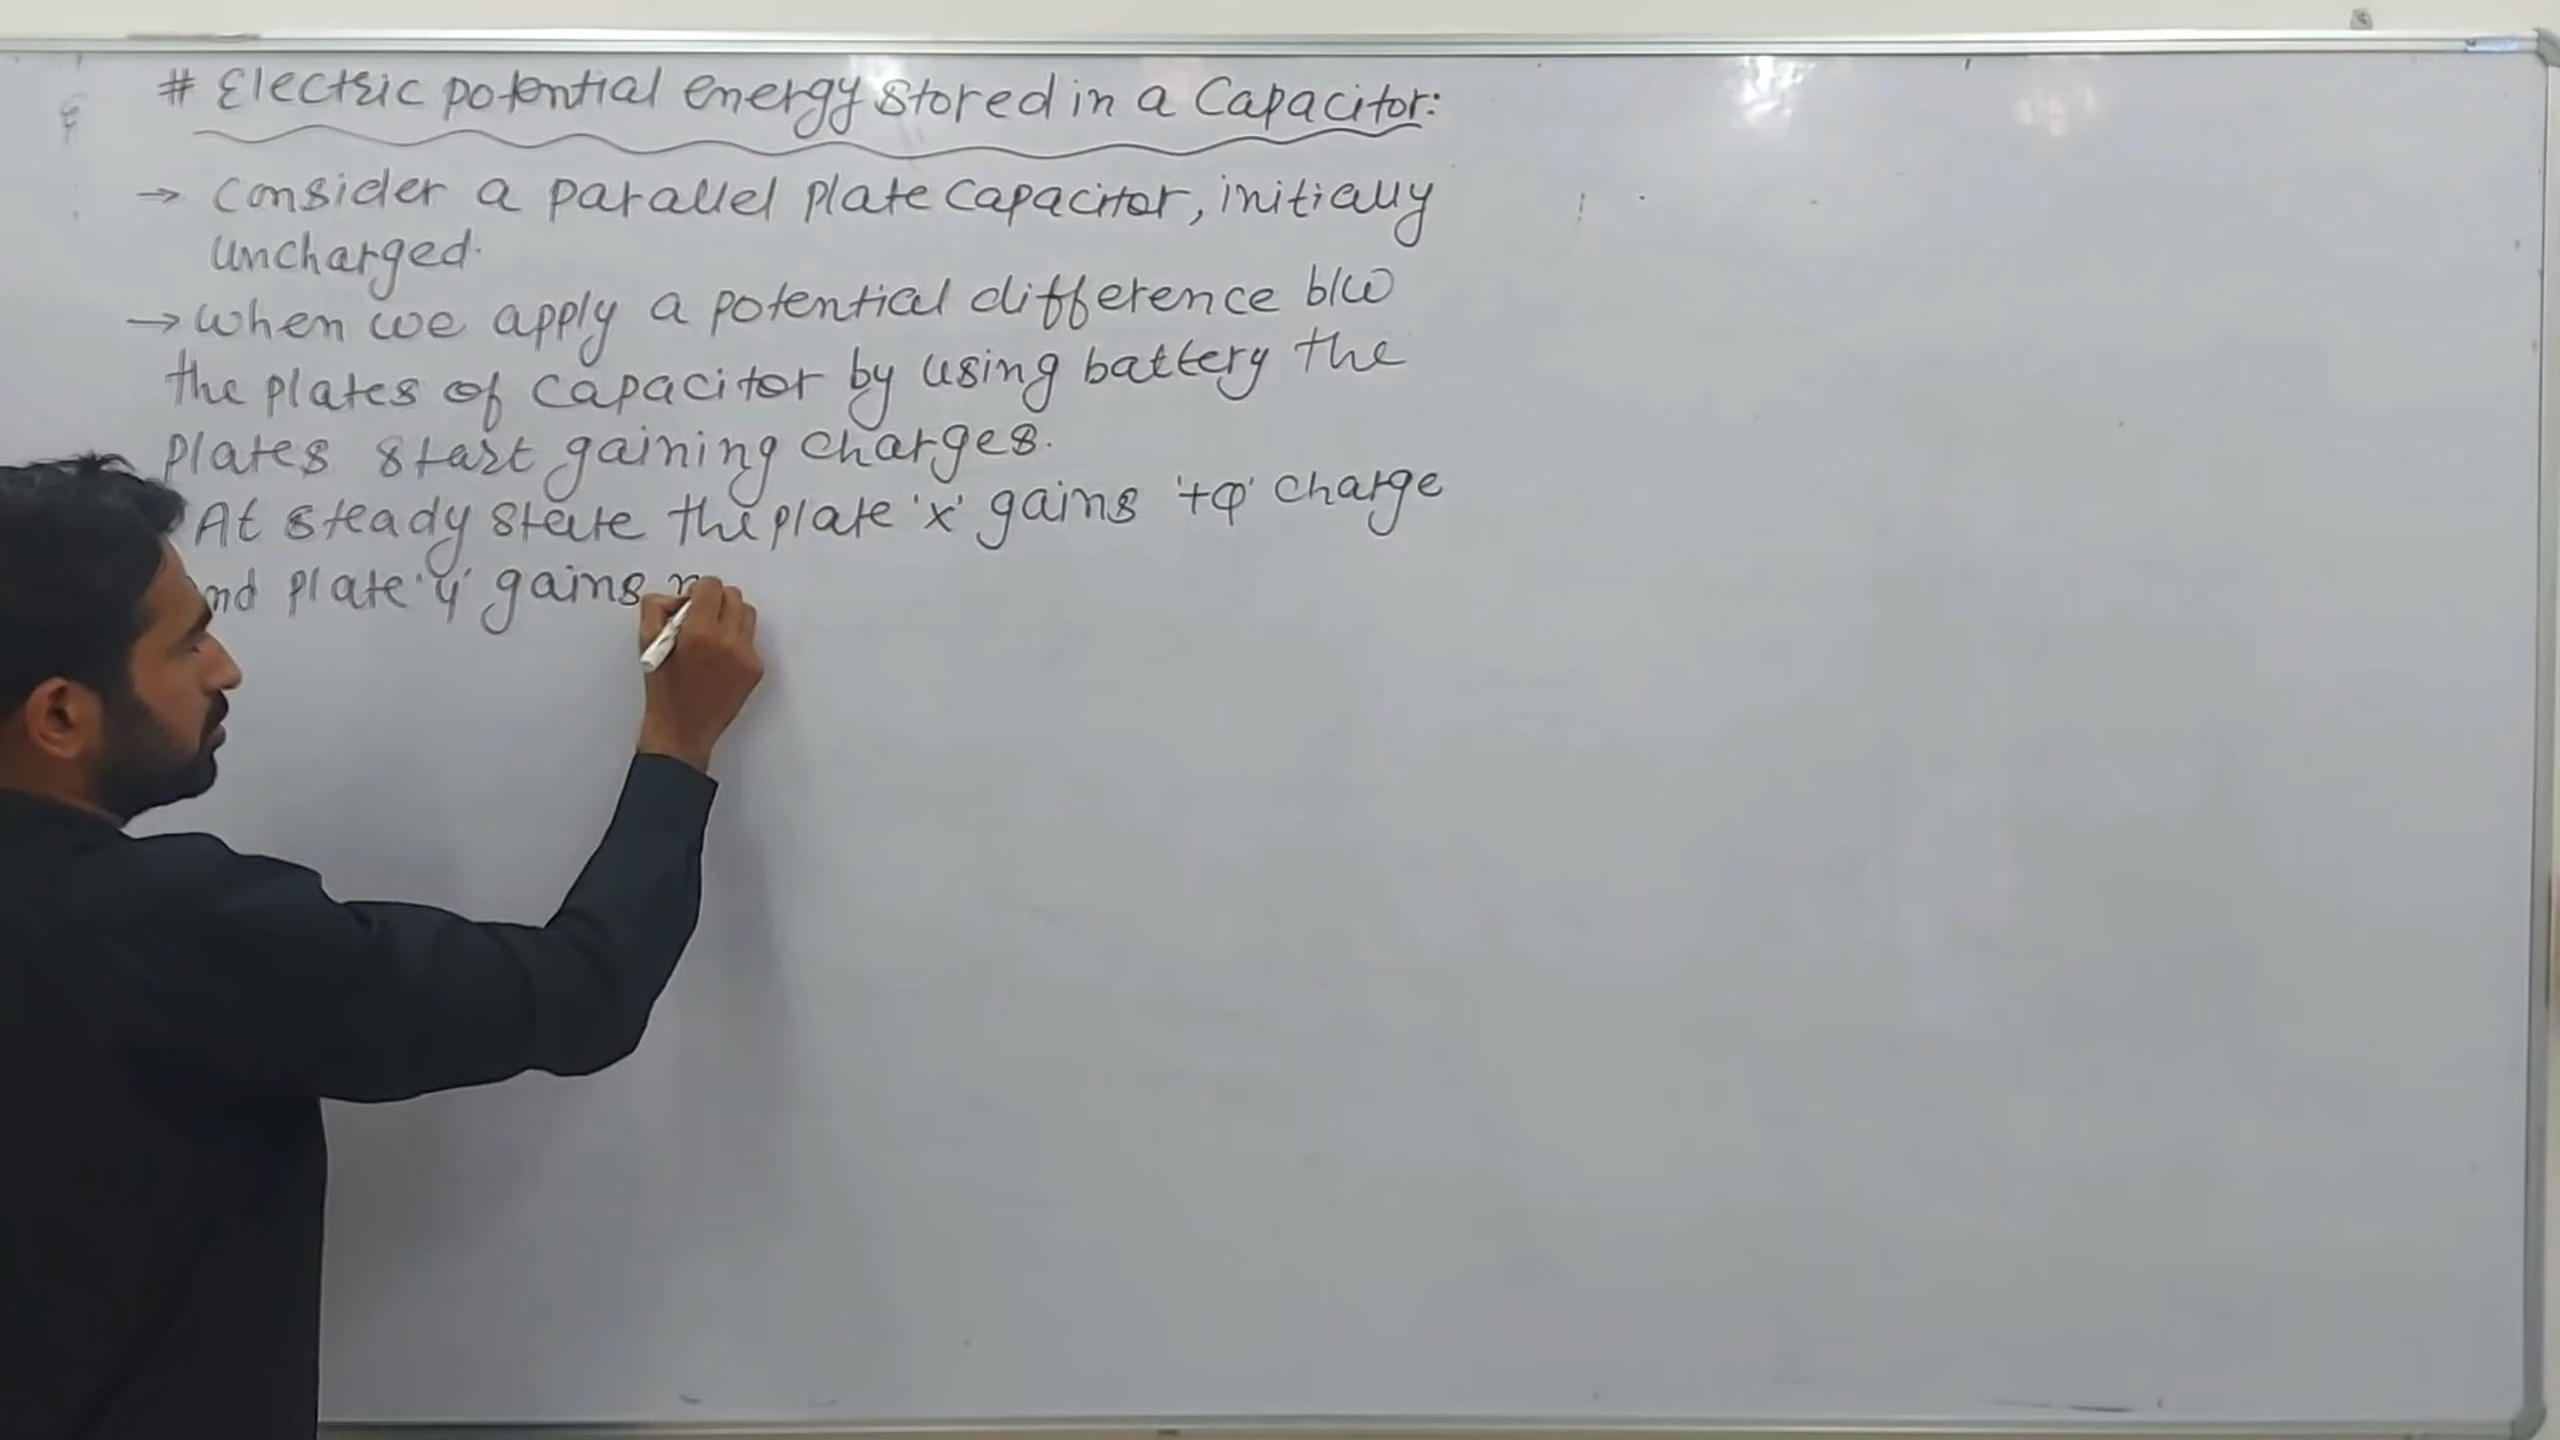 # Electric potential energy stored in a Capacitor:
→ Consider a parallel plate capacitor, initially
uncharged.
→ when we apply a potential difference b/w
the plates of capacitor by using battery the
plates start gaining charges.
At steady state the plate 'x' gains '+Q' charge
nd plate 'y' gains